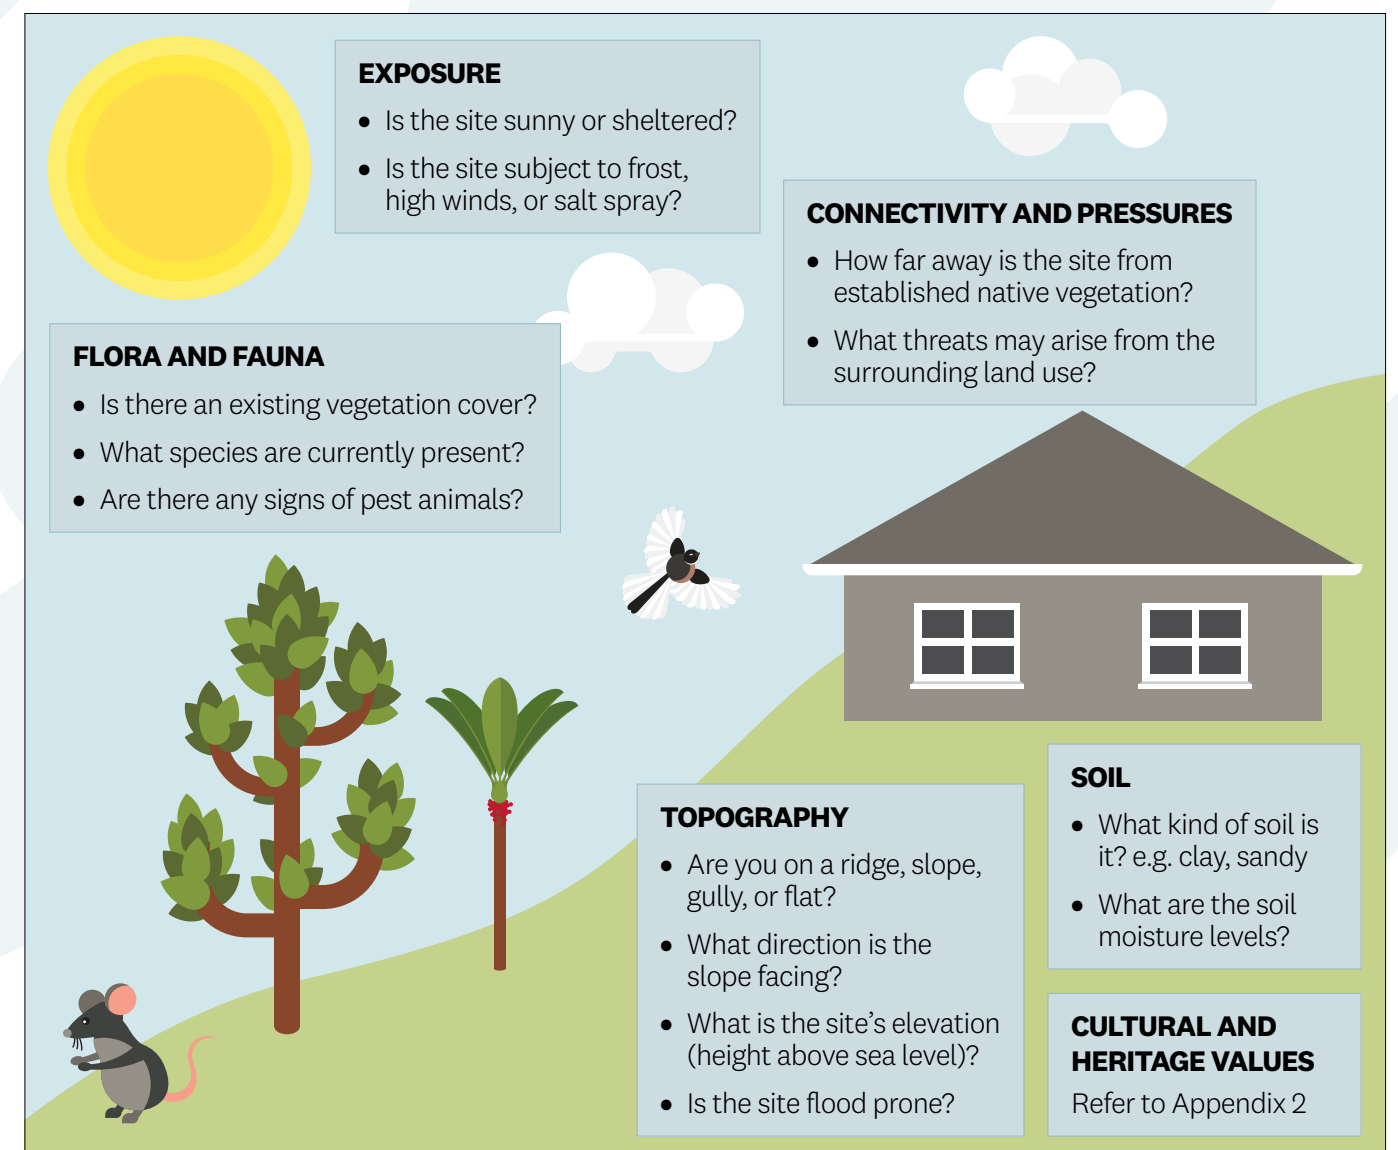 EXPOSURE
• Is the site sunny or sheltered?
• Is the site subject to frost,
high winds, or salt spray?
CONNECTIVITY AND PRESSURES
• How far away is the site from
established native vegetation?
• What threats may arise from the
surrounding land use?
FLORA AND FAUNA
• Is there an existing vegetation cover?
• What species are currently present?
• Are there any signs of pest animals?
TOPOGRAPHY
• Are you on a ridge, slope,
gully, or flat?
• What direction is the
slope facing?
• What is the site’s elevation
(height above sea level)?
• Is the site flood prone?
SOIL
• What kind of soil is
it? e.g. clay, sandy
• What are the soil
moisture levels?
CULTURAL AND
HERITAGE VALUES
Refer to Appendix 2